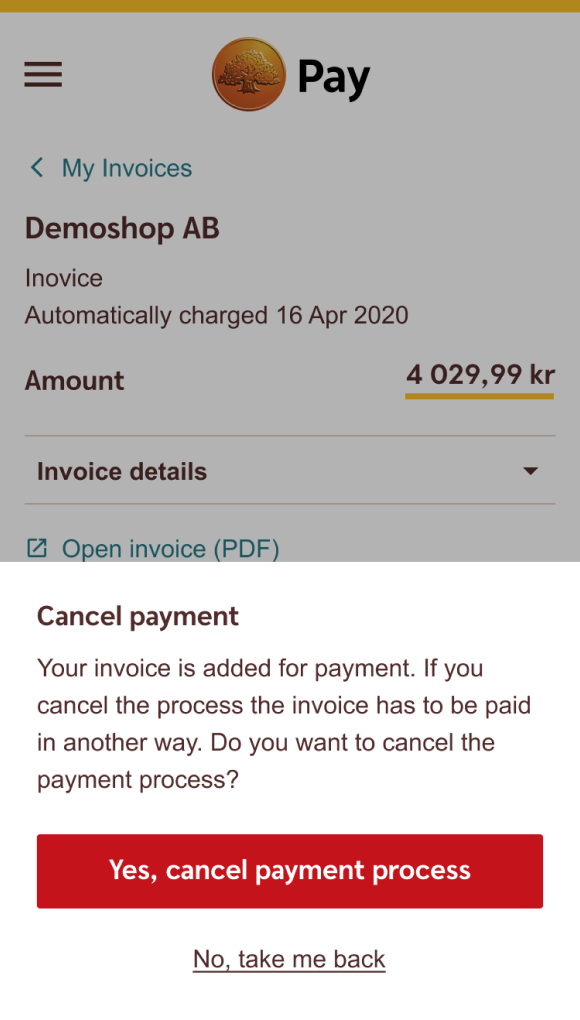 Pay
My Invoices
Demoshop AB
Inovice
Automatically charged 16 Apr 2020
Amount
4 029,99 kr
Invoice details
Open invoice (PDF)
Cancel payment
Your invoice is added for payment. If you
cancel the process the invoice has to be paid
in another way. Do you want to cancel the
payment process?
Yes, cancel payment process
No, take me back